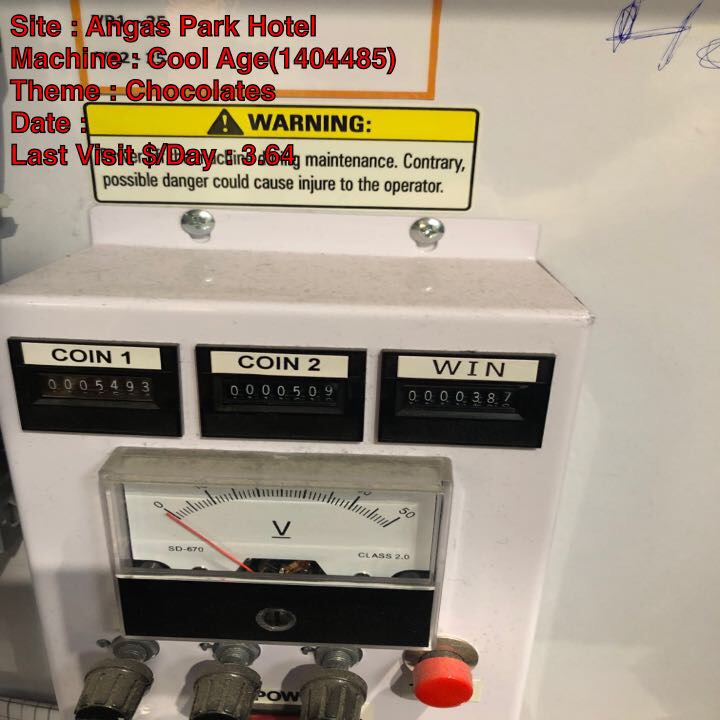 Site : Angas Park Hotel
Machine : Cool Age(1404485)
Theme : Chocolates
Date :
Last Visit $/Day : 3.64
WARNING:
maintenance. Contrary,
possible danger could cause injure to the operator.
COIN 1
0005493
COIN 2
0000509
WIN
0000387
0
50
V
SD-670
CLASS 2.0
POW